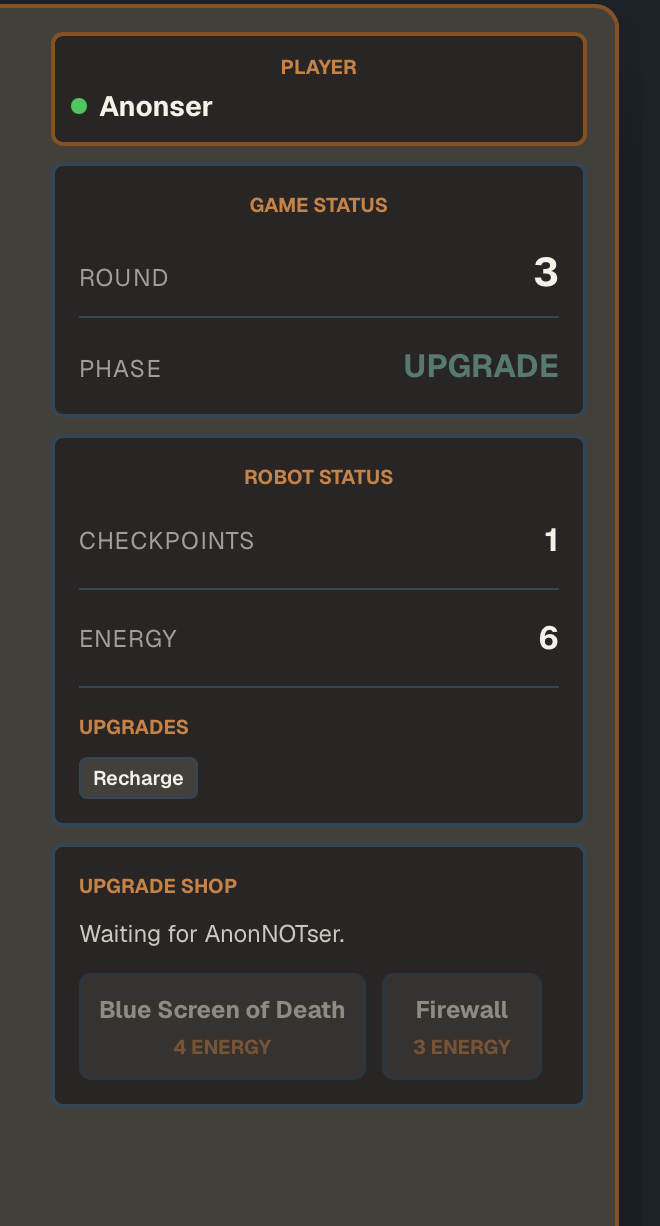 PLAYER
Anonser
GAME STATUS
ROUND 3
PHASE UPGRADE
ROBOT STATUS
CHECKPOINTS 1
ENERGY 6
UPGRADES
Recharge
UPGRADE SHOP
Waiting for AnonNOTser.
Blue Screen of Death Firewall
4 ENERGY 3 ENERGY